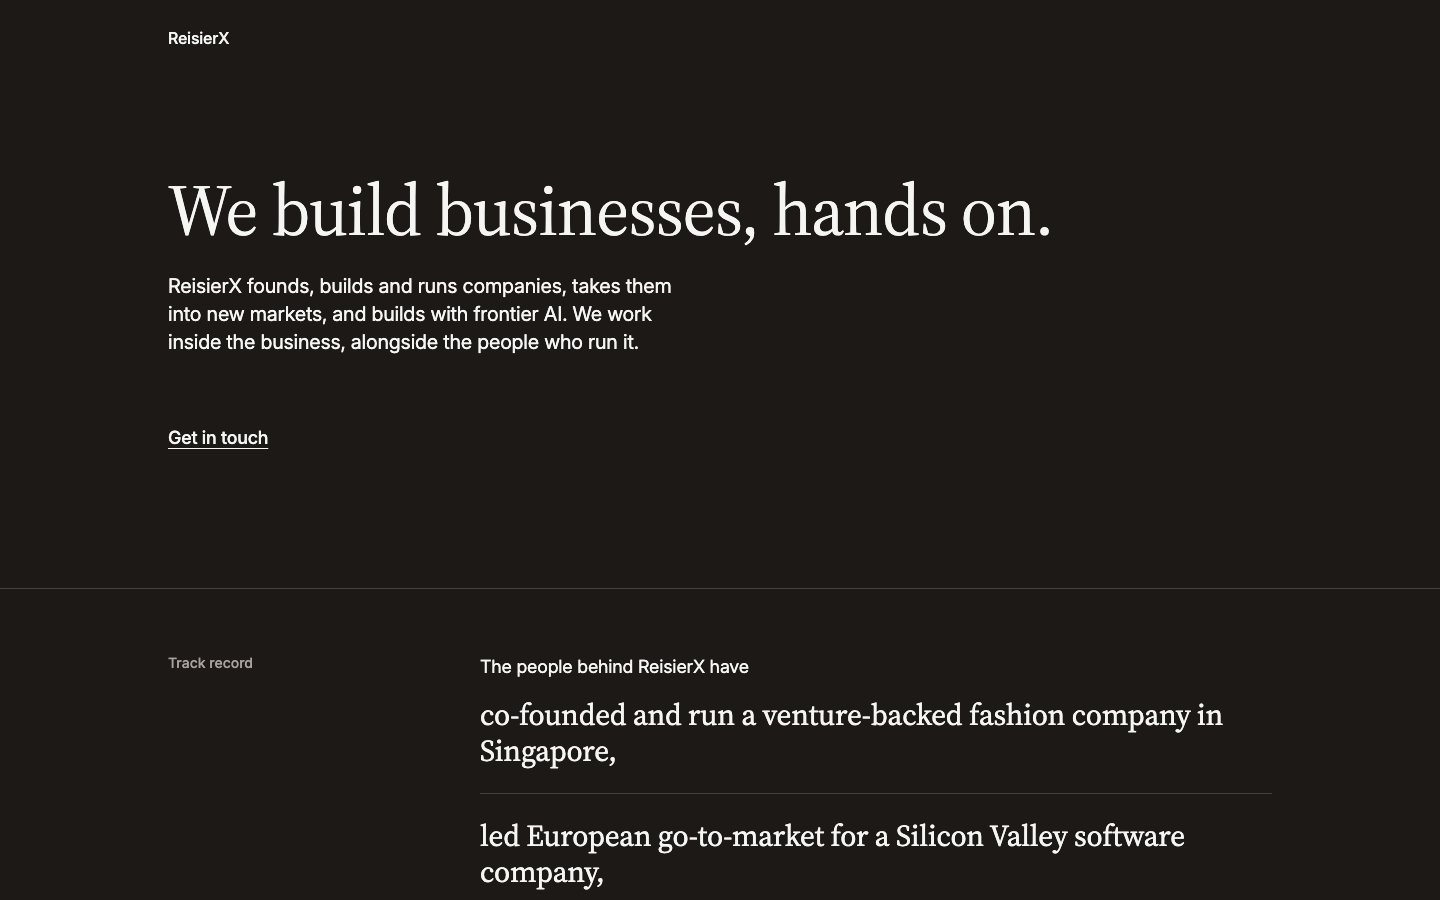 ReisierX
We build businesses, hands on.
ReisierX founds, builds and runs companies, takes them
into new markets, and builds with frontier AI. We work
inside the business, alongside the people who run it.
Get in touch
Track record
The people behind ReisierX have
co-founded and run a venture-backed fashion company in
Singapore,
led European go-to-market for a Silicon Valley software
company,